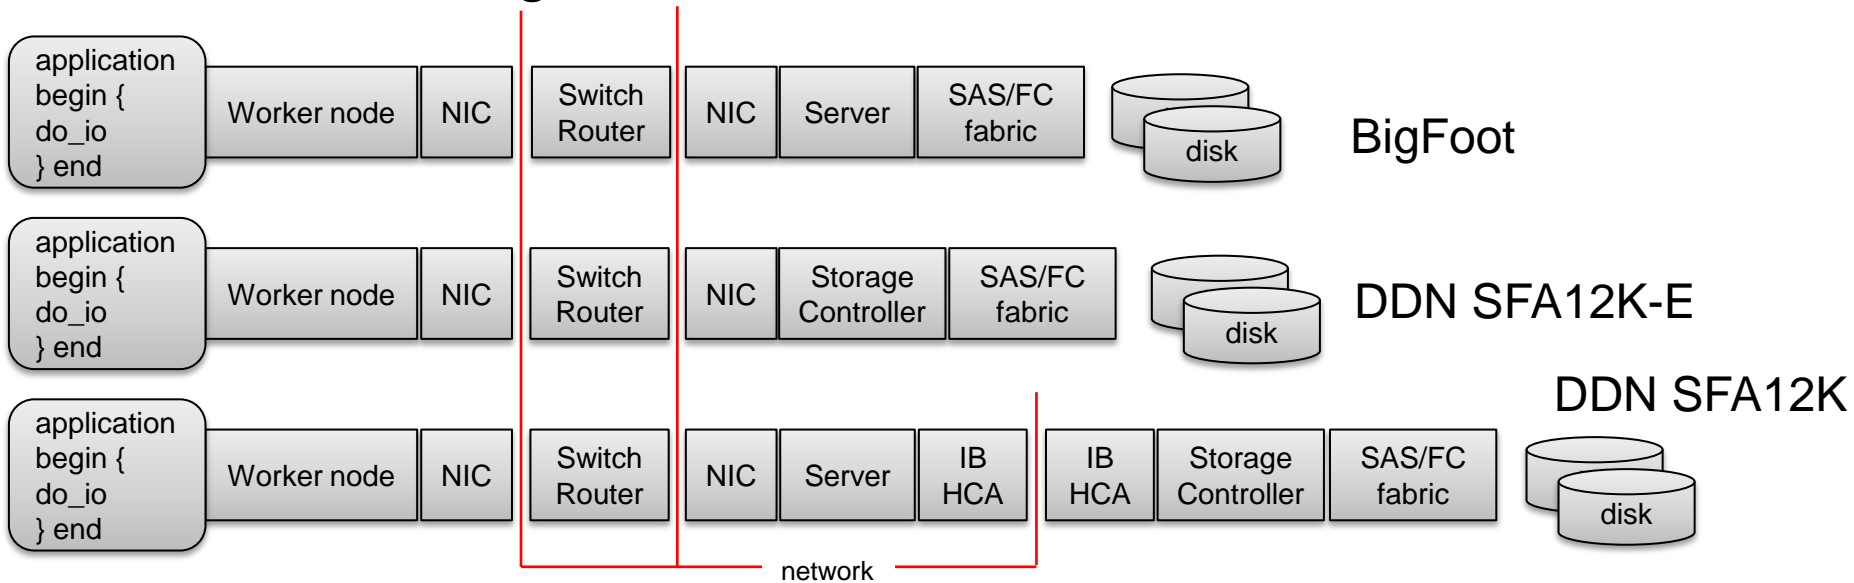 application
begin {
do_io
} end
Worker node
NIC
Switch
Router
NIC
Server
SAS/FC
fabric
disk
BigFoot
application
begin {
do_io
} end
Worker node
NIC
Switch
Router
NIC
Storage
Controller
SAS/FC
fabric
disk
DDN SFA12K-E
DDN SFA12K
application
begin {
do_io
} end
Worker node
NIC
Switch
Router
NIC
Server
IB
HCA
IB
HCA
Storage
Controller
SAS/FC
fabric
disk
network